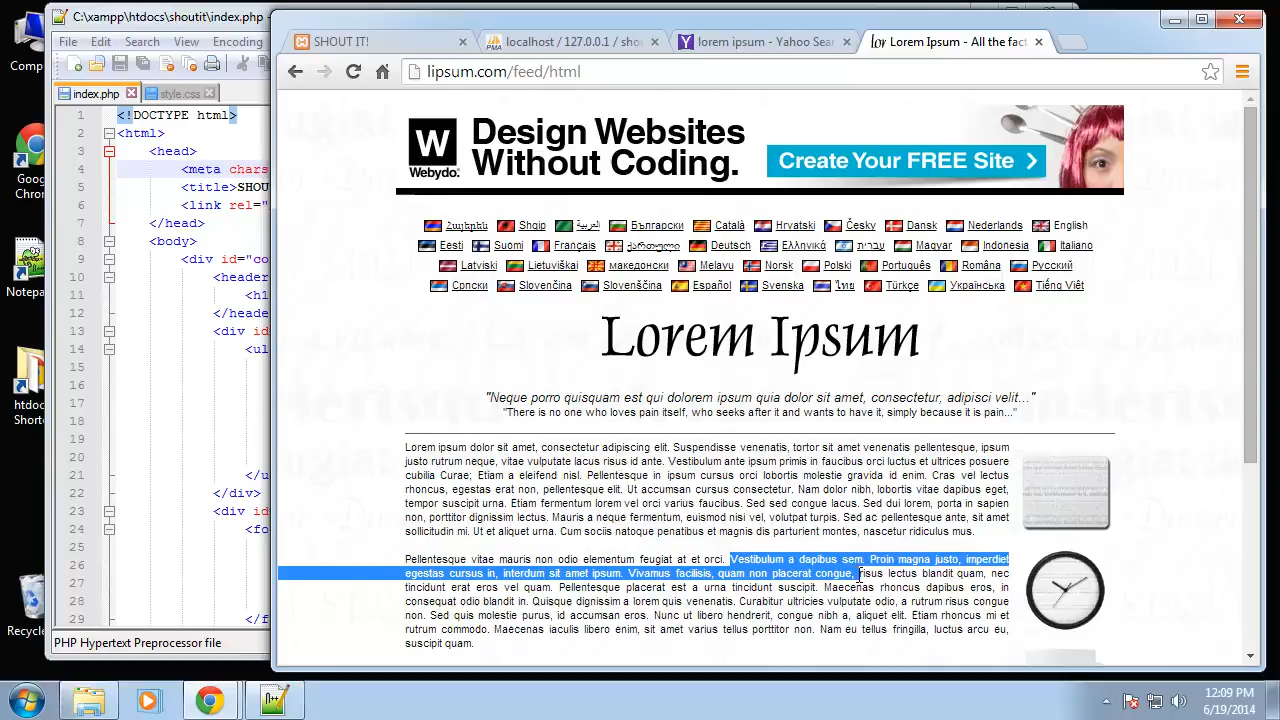 C:\xampp\htdocs\shoutit\index.php -
File Edit Search View Encoding
index.php style.css
1 <!DOCTYPE html>
2 <html>
3 <head>
4 <meta chars
5 <title>SHOU
6 <link rel="
7 </head>
8 <body>
9 <div id="co
10 <header
11 <h1
12 </header
13 <div id
14 <ul
15
16
17
18
19
20
21 </u
22 </div>
23 <div id
24 <fo
25
26
27
28
29 </f
PHP Hypertext Preprocessor file
Comp
Goog
Chro
Notepa
htdoc
Shortc
Recycle
SHOUT IT!
localhost / 127.0.0.1 / sho
lorem ipsum - Yahoo Sear
Lorem Ipsum - All the fact
lipsum.com/feed/html
W
Webydo.
Design Websites
Without Coding.
Create Your FREE Site
Հայերեն Shqip العربية Български Català Hrvatski Česky Dansk Nederlands English
Eesti Suomi Français ქართული Deutsch Ελληνικά עברית Magyar Indonesia Italiano
Latviski Lietuviškai македонски Melayu Norsk Polski Português Româna Русский
Српски Slovenčina Slovenščina Español Svenska ไทย Türkçe Українська Tiếng Việt
Lorem Ipsum
"Neque porro quisquam est qui dolorem ipsum quia dolor sit amet, consectetur, adipisci velit..."
"There is no one who loves pain itself, who seeks after it and wants to have it, simply because it is pain..."
Lorem ipsum dolor sit amet, consectetur adipiscing elit. Suspendisse venenatis, tortor sit amet venenatis pellentesque, ipsum
justo rutrum neque, vitae vulputate lacus risus id ante. Vestibulum ante ipsum primis in faucibus orci luctus et ultrices posuere
cubilia Curae; Etiam a eleifend nisl. Pellentesque in ipsum cursus orci lobortis molestie gravida id enim. Cras vel lectus
rhoncus, egestas erat non, pellentesque elit. Ut accumsan cursus consectetur. Nam dolor nibh, lobortis vitae dapibus eget,
tempor suscipit urna. Etiam fermentum lorem vel orci varius faucibus. Sed sed congue lacus. Sed dui lorem, porta in sapien
non, porttitor dignissim lectus. Mauris a neque fermentum, euismod nisi vel, volutpat turpis. Sed ac pellentesque ante, sit amet
mollis nisi. Ut et aliquet urna. Cum sociis natoque penatibus et magnis dis parturient montes, nascetur ridiculus mus.
Pellentesque vitae mauris non odio elementum feugiat at et orci. Vestibulum a dapibus sem. Proin magna justo, imperdiet
egestas cursus in, interdum sit amet ipsum. Vivamus facilisis, quam non placerat congue, risus lectus blandit quam, nec
tincidunt erat eros vel quam. Pellentesque placerat est a urna tincidunt suscipit. Maecenas rhoncus dapibus eros, in
consequat odio blandit in. Quisque dignissim a lorem quis venenatis. Curabitur ultricies vulputate odio, a rutrum risus congue
non. Sed quis molestie purus, id accumsan eros. Nunc ut libero hendrerit, congue nibh a, aliquet elit. Etiam rhoncus mi
rutrum commodo. Maecenas iaculis libero enim, sit amet varius tellus porttitor non. Nam eu tellus fringilla, luctus arcu eu,
suscipit quam.
12:09 PM
6/19/2014